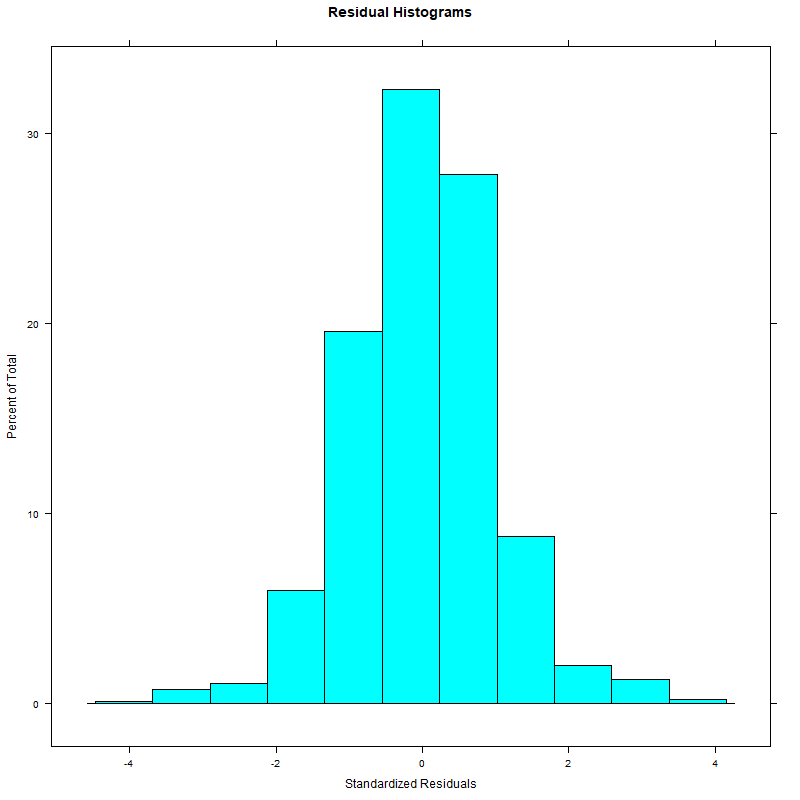 Residual Histograms
30
20
10
0
Percent of Total
-4 -2 0 2 4
Standardized Residuals